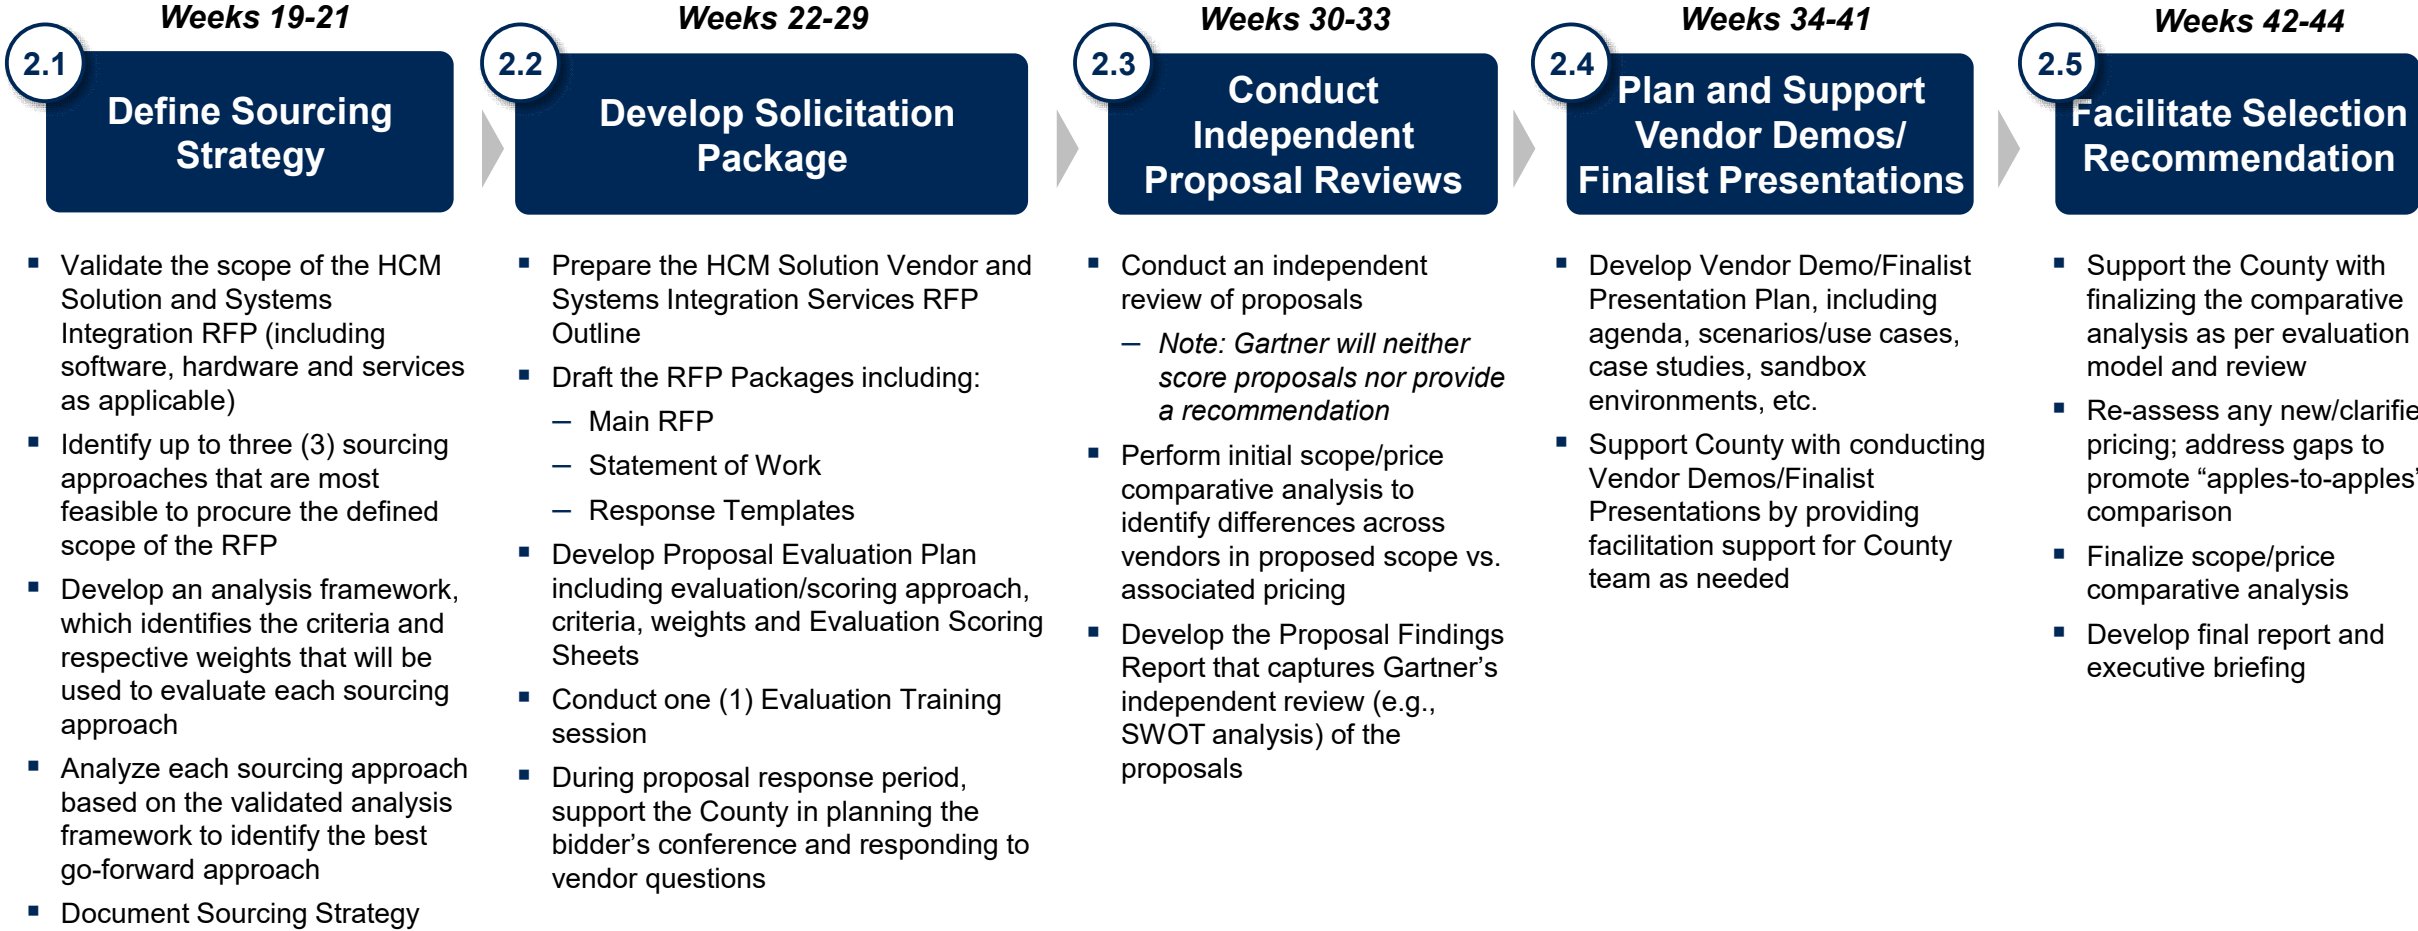 Weeks 19-21
2.1
Define Sourcing
Strategy
Validate the scope of the HCM
Solution and Systems
Integration RFP (including
software, hardware and services
as applicable)
Identify up to three (3) sourcing
approaches that are most
feasible to procure the defined
scope of the RFP
Develop an analysis framework,
which identifies the criteria and
respective weights that will be
used to evaluate each sourcing
approach
Analyze each sourcing approach
based on the validated analysis
framework to identify the best
go-forward approach
Document Sourcing Strategy
Weeks 22-29
2.2
Develop Solicitation
Package
Prepare the HCM Solution Vendor and
Systems Integration Services RFP
Outline
Draft the RFP Packages including:
– Main RFP
– Statement of Work
– Response Templates
Develop Proposal Evaluation Plan
including evaluation/scoring approach,
criteria, weights and Evaluation Scoring
Sheets
Conduct one (1) Evaluation Training
session
During proposal response period,
support the County in planning the
bidder’s conference and responding to
vendor questions
Weeks 30-33
2.3
Conduct
Independent
Proposal Reviews
Conduct an independent
review of proposals
– Note: Gartner will neither
score proposals nor provide
a recommendation
Perform initial scope/price
comparative analysis to
identify differences across
vendors in proposed scope vs.
associated pricing
Develop the Proposal Findings
Report that captures Gartner’s
independent review (e.g.,
SWOT analysis) of the
proposals
Weeks 34-41
2.4
Plan and Support
Vendor Demos/
Finalist Presentations
Develop Vendor Demo/Finalist
Presentation Plan, including
agenda, scenarios/use cases,
case studies, sandbox
environments, etc.
Support County with conducting
Vendor Demos/Finalist
Presentations by providing
facilitation support for County
team as needed
Weeks 42-44
2.5
Facilitate Selection
Recommendation
Support the County with
finalizing the comparative
analysis as per evaluation
model and review
Re-assess any new/clarifie
pricing; address gaps to
promote “apples-to-apples”
comparison
Finalize scope/price
comparative analysis
Develop final report and
executive briefing